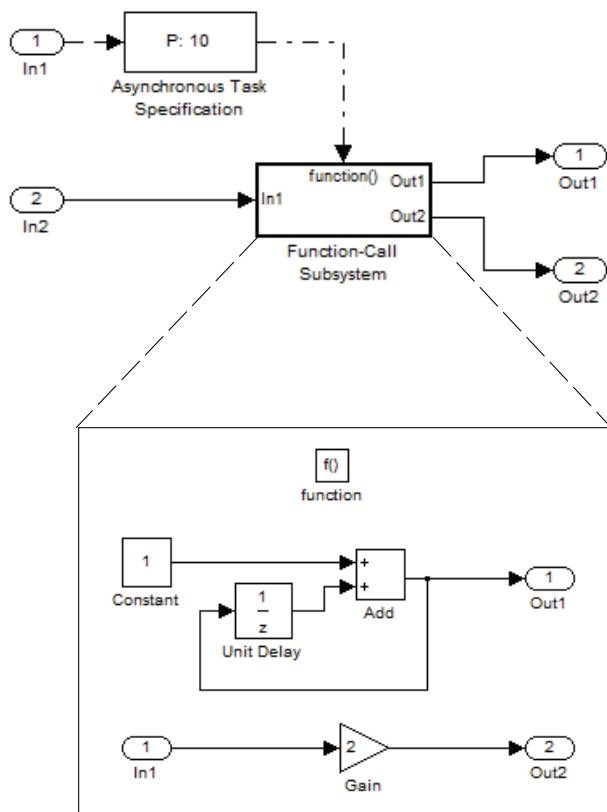 1
In1
P: 10
Asynchronous Task
Specification
2
In2
function()
In1
Out1
Out2
Function-Call
Subsystem
1
Out1
2
Out2
f()
function
1
Constant
1
z
Unit Delay
+
+
Add
1
Out1
1
In1
2
Gain
2
Out2